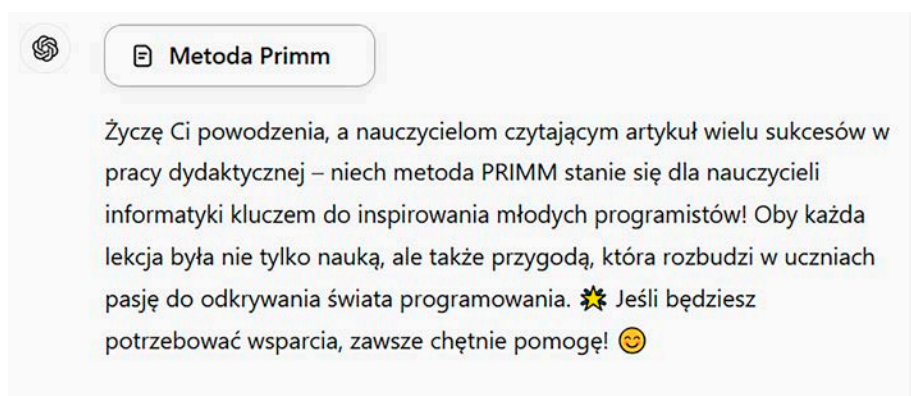 Metoda Primm
Życzę Ci powodzenia, a nauczycielom czytającym artykuł wielu sukcesów w
pracy dydaktycznej – niech metoda PRIMM stanie się dla nauczycieli
informatyki kluczem do inspirowania młodych programistów! Oby każda
lekcja była nie tylko nauką, ale także przygodą, która rozbudzi w uczniach
pasję do odkrywania świata programowania. 🌟 Jeśli będziesz
potrzebować wsparcia, zawsze chętnie pomogę! 😊